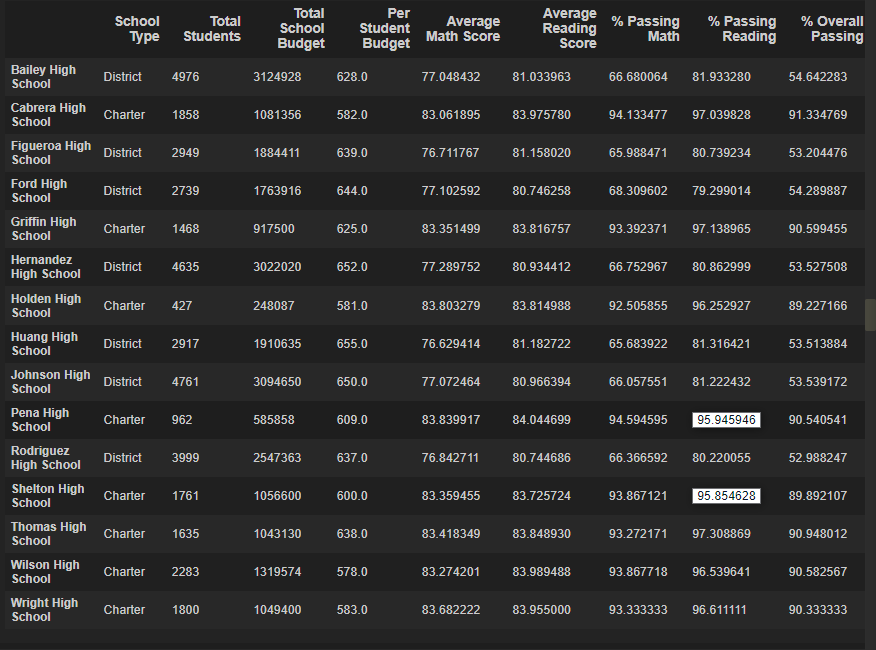 School Type Total Students Total School Budget Per Student Budget Average Math Score Average Reading Score % Passing Math % Passing Reading % Overall Passing
Bailey High School District 4976 3124928 628.0 77.048432 81.033963 66.680064 81.933280 54.642283
Cabrera High School Charter 1858 1081356 582.0 83.061895 83.975780 94.133477 97.039828 91.334769
Figueroa High School District 2949 1884411 639.0 76.711767 81.158020 65.988471 80.739234 53.204476
Ford High School District 2739 1763916 644.0 77.102592 80.746258 68.309602 79.299014 54.289887
Griffin High School Charter 1468 917500 625.0 83.351499 83.816757 93.392371 97.138965 90.599455
Hernandez High School District 4635 3022020 652.0 77.289752 80.934412 66.752967 80.862999 53.527508
Holden High School Charter 427 248087 581.0 83.803279 83.814988 92.505855 96.252927 89.227166
Huang High School District 2917 1910635 655.0 76.629414 81.182722 65.683922 81.316421 53.513884
Johnson High School District 4761 3094650 650.0 77.072464 80.966394 66.057551 81.222432 53.539172
Pena High School Charter 962 585858 609.0 83.839917 84.044699 94.594595 95.945946 90.540541
Rodriguez High School District 3999 2547363 637.0 76.842711 80.744686 66.366592 80.220055 52.988247
Shelton High School Charter 1761 1056600 600.0 83.359455 83.725724 93.867121 95.854628 89.892107
Thomas High School Charter 1635 1043130 638.0 83.418349 83.848930 93.272171 97.308869 90.948012
Wilson High School Charter 2283 1319574 578.0 83.274201 83.989488 93.867718 96.539641 90.582567
Wright High School Charter 1800 1049400 583.0 83.682222 83.955000 93.333333 96.611111 90.333333